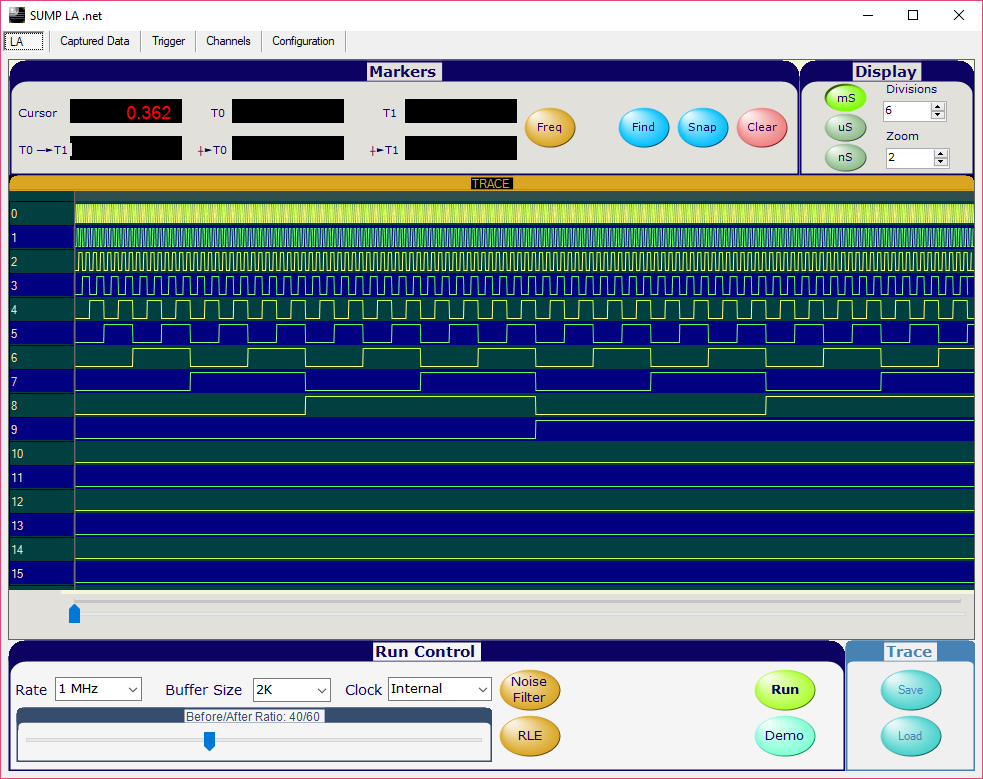 SUMP LA .net
LA Captured Data Trigger Channels Configuration
Markers
Display
Cursor 0.362 T0 T1
T0 —►T1 ┼►T0 ┼►T1
Freq Find Snap Clear
mS
uS
nS
Divisions
6
Zoom
2
TRACE
0
1
2
3
4
5
6
7
8
9
10
11
12
13
14
15
Run Control
Rate 1 MHz Buffer Size 2K Clock Internal
Before/After Ratio: 40/60
Noise
Filter
RLE
Run
Demo
Trace
Save
Load